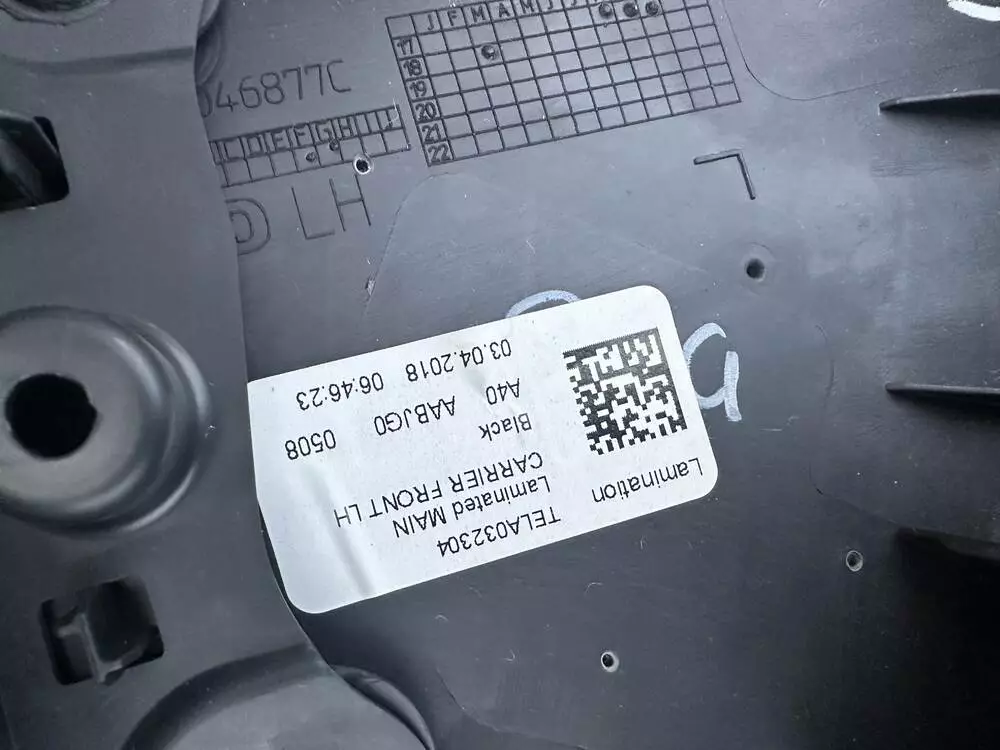 J F M A M J J
17
18
19
20
21
22
046877C
D E F G H I J
LH
Lamination
TELA032304
Laminated MAIN
CARRIER FRONT LH
Black
A40 AABJG0 0508
03.04.2018 06:46:23